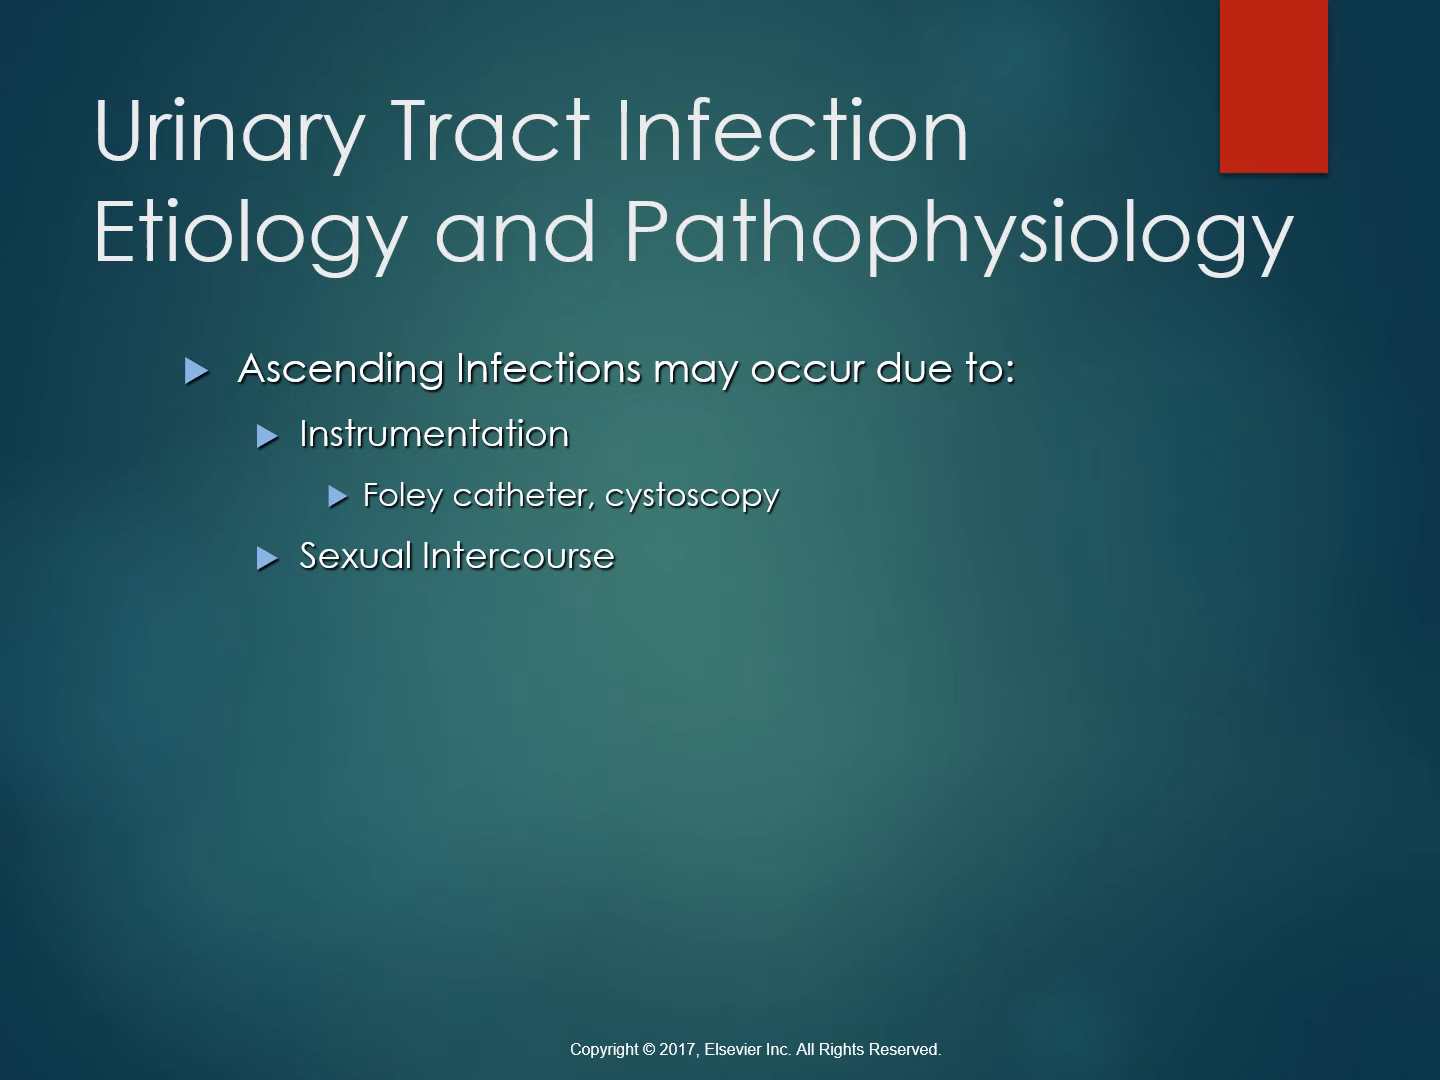 Urinary Tract Infection
Etiology and Pathophysiology
Ascending Infections may occur due to:
Instrumentation
Foley catheter, cystoscopy
Sexual Intercourse
Copyright © 2017, Elsevier Inc. All Rights Reserved.